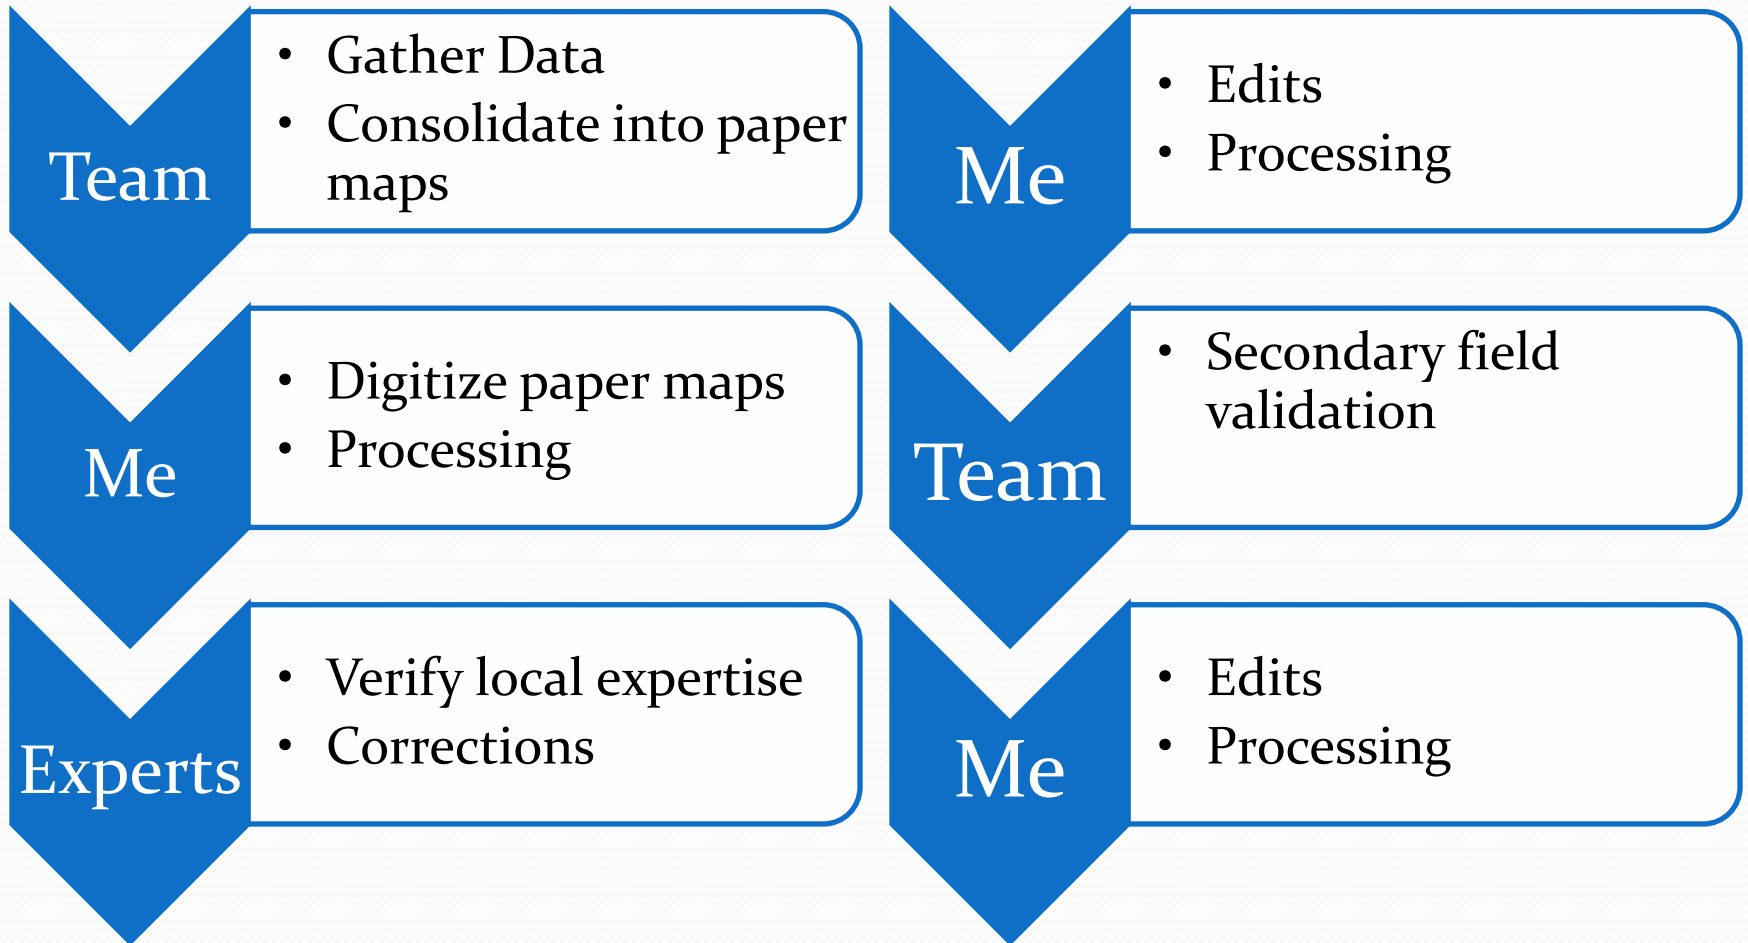 Team
• Gather Data
• Consolidate into paper
maps
Me
• Digitize paper maps
• Processing
Experts
• Verify local expertise
• Corrections
Me
• Edits
• Processing
Team
• Secondary field
validation
Me
• Edits
• Processing